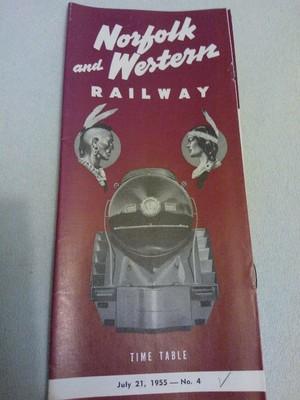 Norfolk
and Western
RAILWAY
TIME TABLE
July 21, 1955 — No. 4